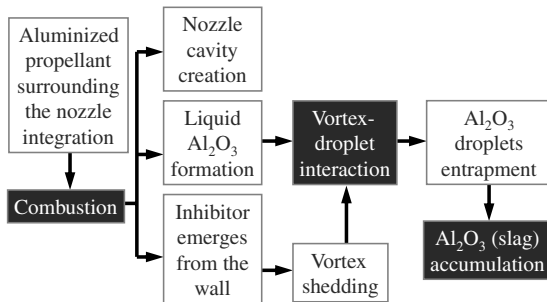 Aluminized
propellant
surrounding
the nozzle
integration
Combustion
Nozzle
cavity
creation
Liquid
Al₂O₃
formation
Inhibitor
emerges
from the
wall
Vortex-
droplet
interaction
Vortex
shedding
Al₂O₃
droplets
entrapment
Al₂O₃ (slag)
accumulation